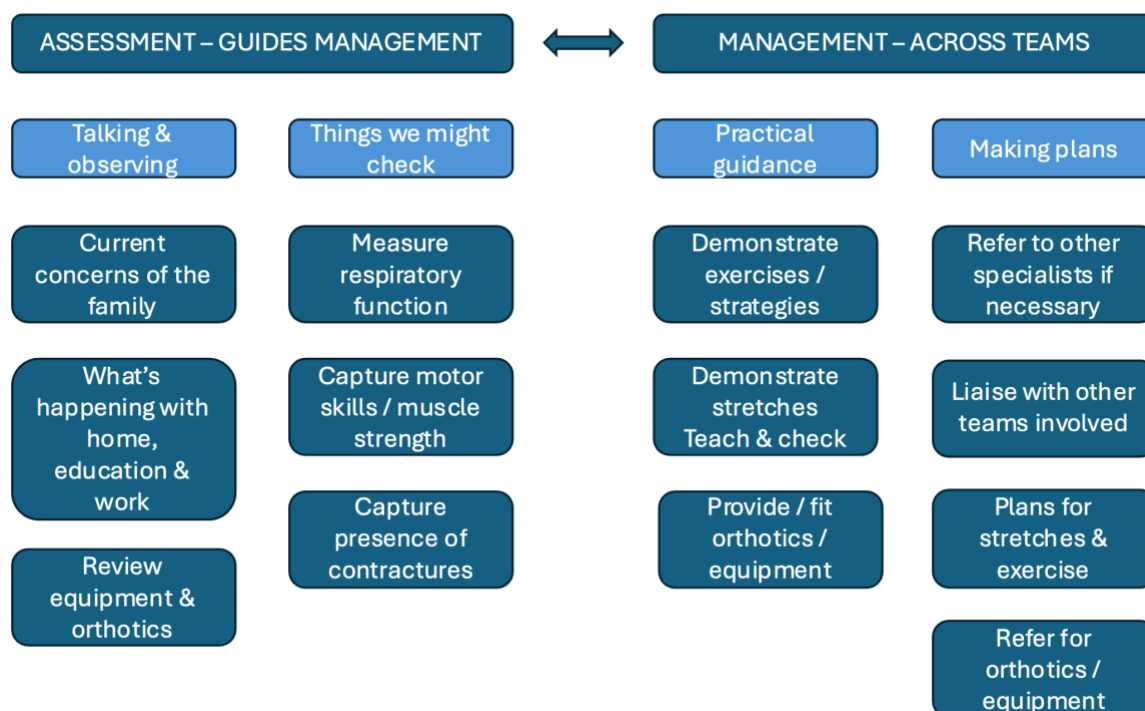 ASSESSMENT – GUIDES MANAGEMENT
MANAGEMENT – ACROSS TEAMS
Talking &
observing
Current
concerns of the
family
What's
happening with
home,
education &
work
Review
equipment &
orthotics
Things we might
check
Measure
respiratory
function
Capture motor
skills / muscle
strength
Capture
presence of
contractures
Practical
guidance
Demonstrate
exercises /
strategies
Demonstrate
stretches
Teach & check
Provide / fit
orthotics /
equipment
Making plans
Refer to other
specialists if
necessary
Liaise with other
teams involved
Plans for
stretches &
exercise
Refer for
orthotics /
equipment